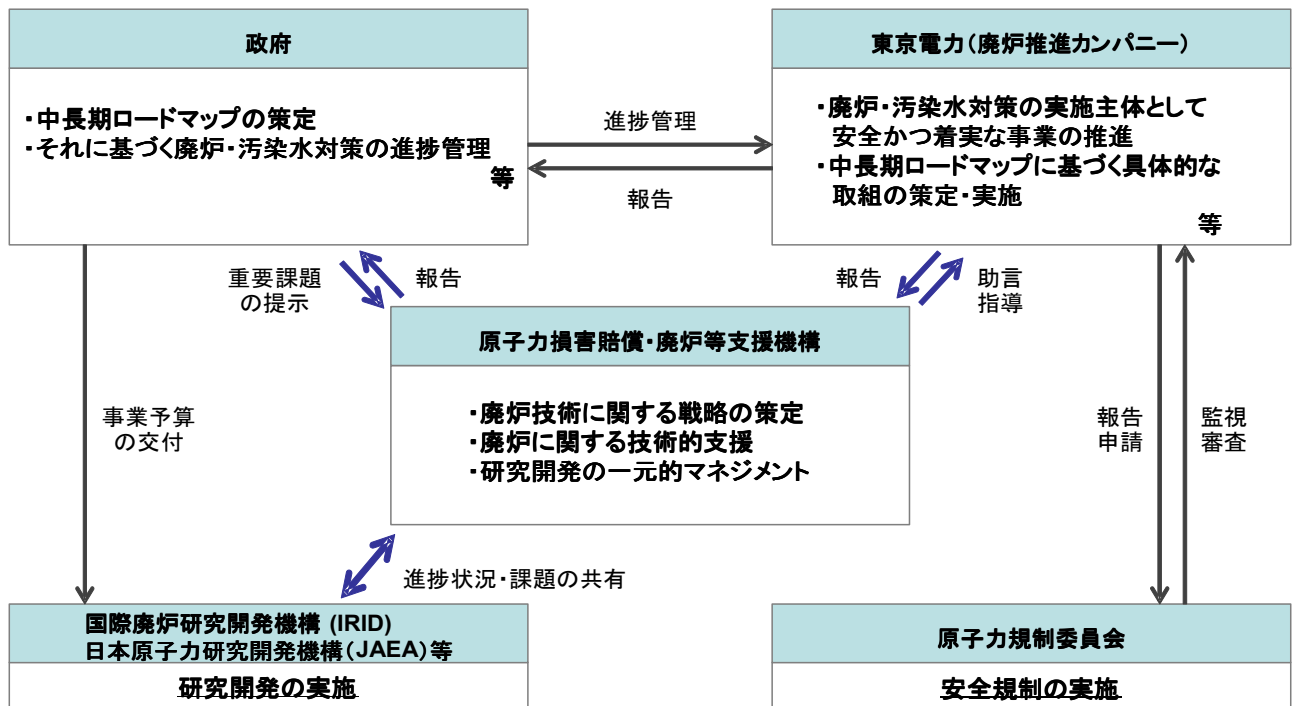 政府
・中長期ロードマップの策定
・それに基づく廃炉・汚染水対策の進捗管理
等
進捗管理
報告
東京電力（廃炉推進カンパニー）
・廃炉・汚染水対策の実施主体として
安全かつ着実な事業の推進
・中長期ロードマップに基づく具体的な
取組の策定・実施
等
重要課題
の提示
報告
報告
助言
指導
原子力損害賠償・廃炉等支援機構
・廃炉技術に関する戦略の策定
・廃炉に関する技術的支援
・研究開発の一元的マネジメント
事業予算
の交付
報告
申請
監視
審査
進捗状況・課題の共有
国際廃炉研究開発機構 (IRID)
日本原子力研究開発機構（JAEA）等
研究開発の実施
原子力規制委員会
安全規制の実施